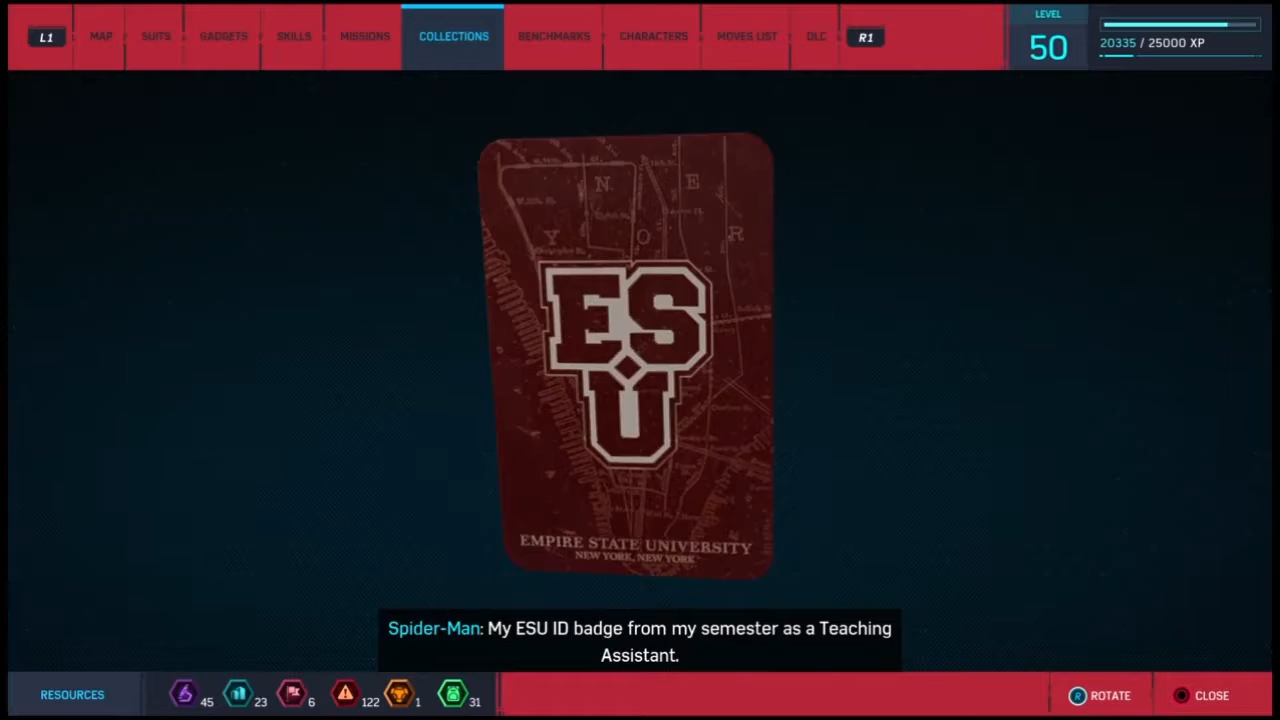 L1 MAP SUITS GADGETS SKILLS MISSIONS COLLECTIONS BENCHMARKS CHARACTERS MOVES LIST DLC R1
LEVEL
50
20335 / 25000 XP
N E
Y O R
ES
U
EMPIRE STATE UNIVERSITY
NEW YORK, NEW YORK
Spider-Man: My ESU ID badge from my semester as a Teaching
Assistant.
RESOURCES 45 23 6 122 1 31 R ROTATE CLOSE